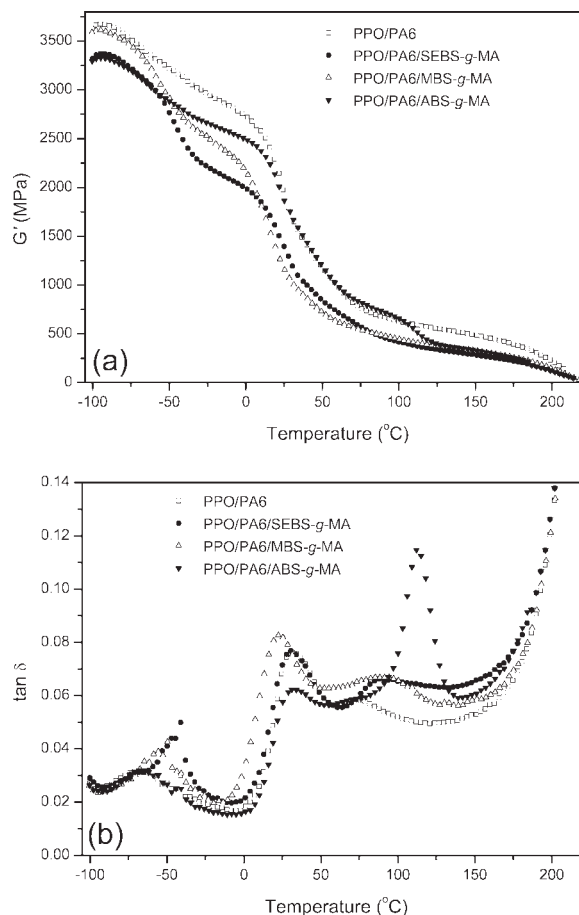 PPO/PA6
PPO/PA6/SEBS-g-MA
PPO/PA6/MBS-g-MA
PPO/PA6/ABS-g-MA
3500
3000
2500
2000
1500
1000
500
0
G' (MPa)
(a)
-100 -50 0 50 100 150 200
Temperature (°C)
0.14
0.12
0.10
0.08
0.06
0.04
0.02
0.00
tan δ
PPO/PA6
PPO/PA6/SEBS-g-MA
PPO/PA6/MBS-g-MA
PPO/PA6/ABS-g-MA
(b)
-100 -50 0 50 100 150 200
Temperature (°C)